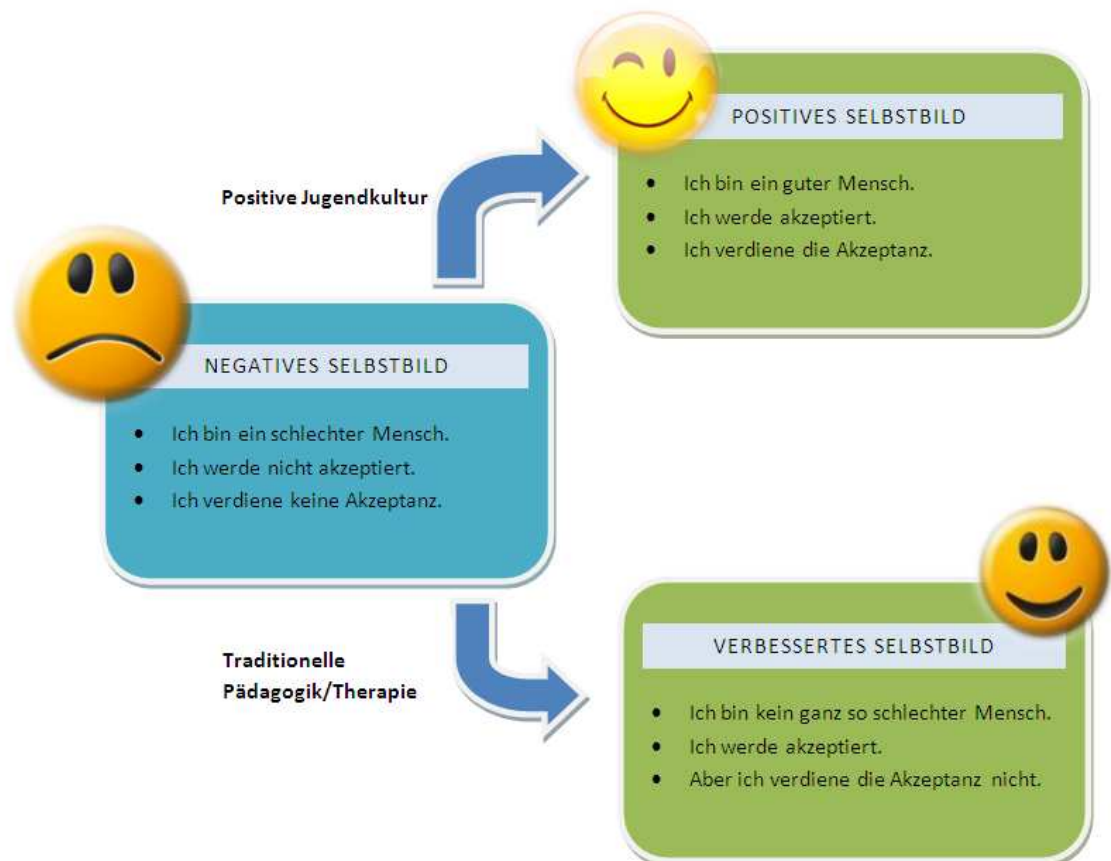 POSITIVES SELBSTBILD
• Ich bin ein guter Mensch.
• Ich werde akzeptiert.
• Ich verdiene die Akzeptanz.
Positive Jugendkultur
NEGATIVES SELBSTBILD
• Ich bin ein schlechter Mensch.
• Ich werde nicht akzeptiert.
• Ich verdiene keine Akzeptanz.
Traditionelle
Pädagogik/Therapie
VERBESSERTES SELBSTBILD
• Ich bin kein ganz so schlechter Mensch.
• Ich werde akzeptiert.
• Aber ich verdiene die Akzeptanz nicht.